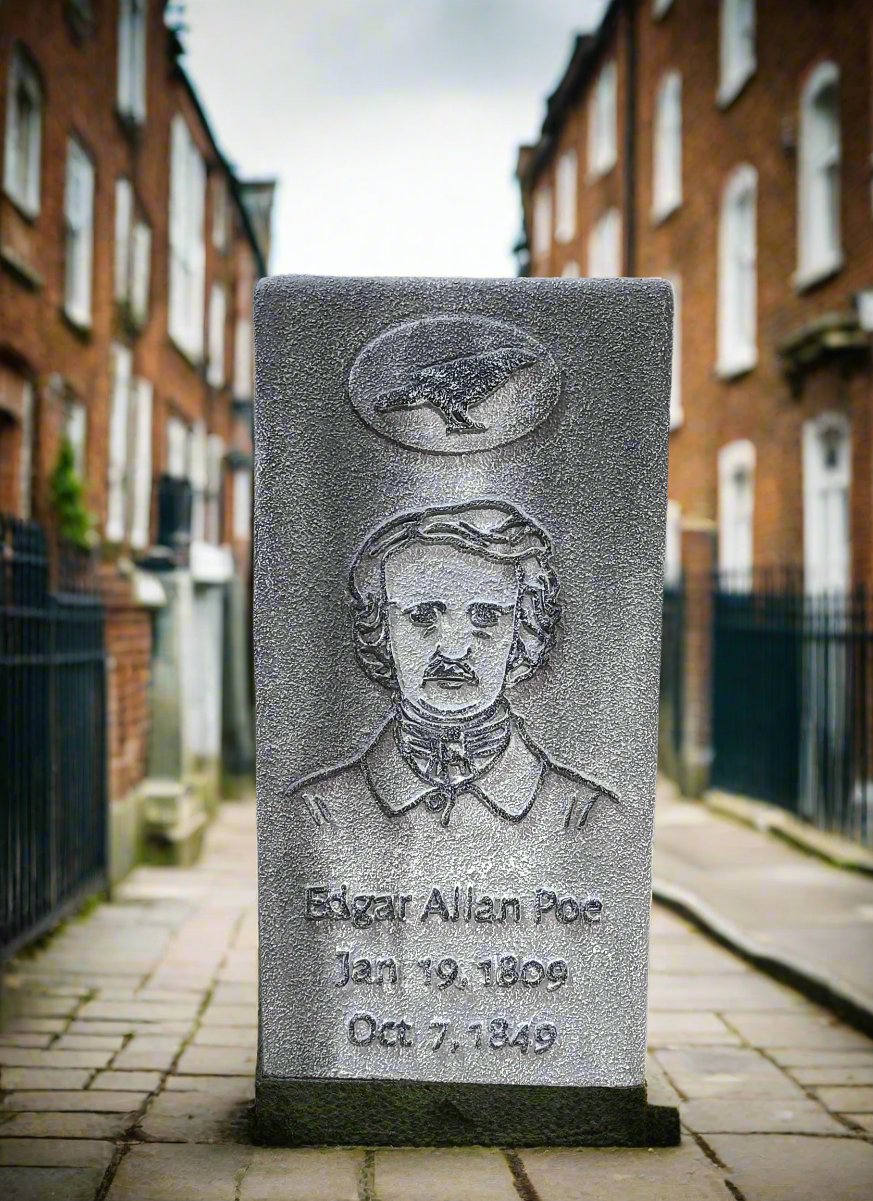 Edgar Allan Poe
Jan 19, 1809
Oct 7, 1849